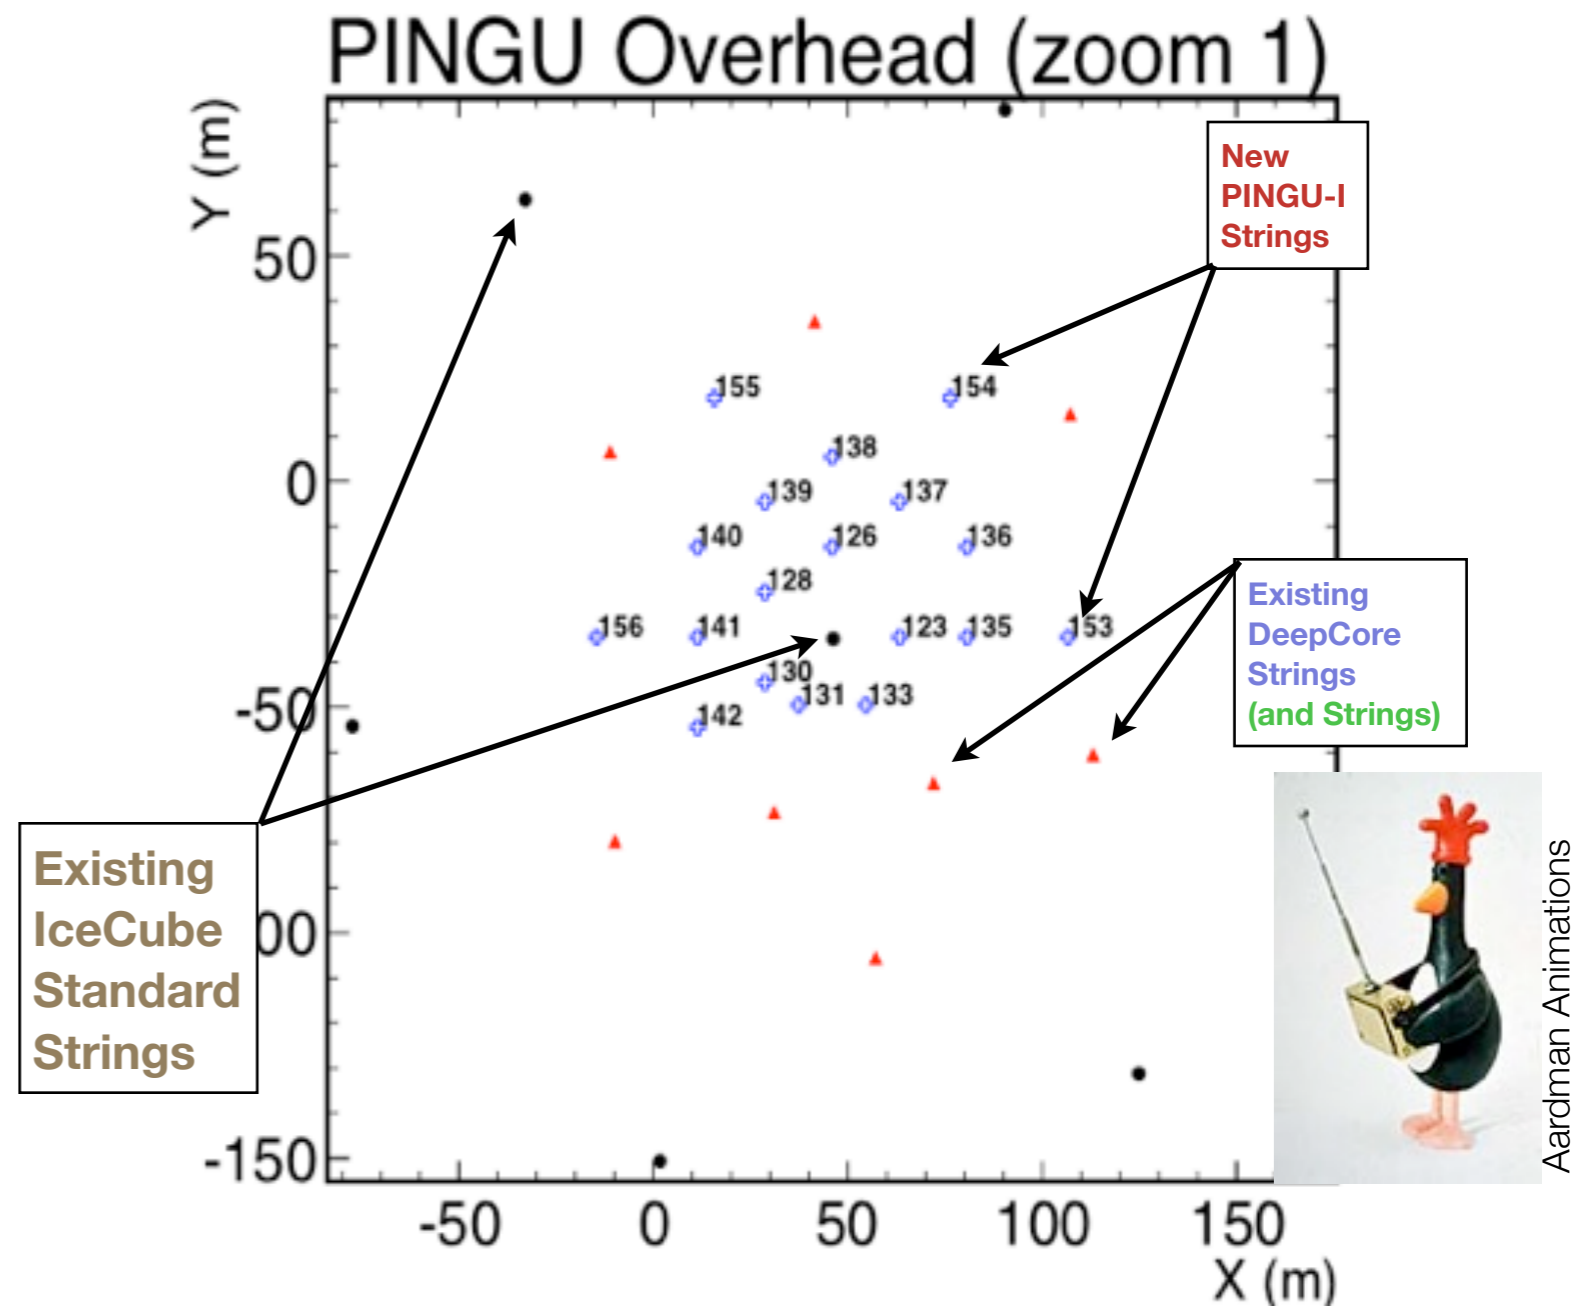 PINGU Overhead (zoom 1)
Y (m)
New
PINGU-I
Strings
50
155
154
138
0
139
137
140
126
136
128
Existing
DeepCore
Strings
(and Strings)
156
141
123
135
153
130
131
133
-50
142
Existing
IceCube
Standard
Strings
00
Aardman Animations
-150
-50
0
50
100
150
X (m)